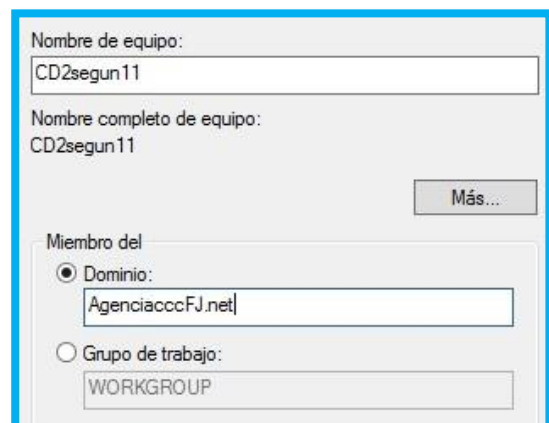 Nombre de equipo:
CD2segun11
Nombre completo de equipo:
CD2segun11
Más...
Miembro del
Dominio:
AgenciacccFJ.net
Grupo de trabajo:
WORKGROUP